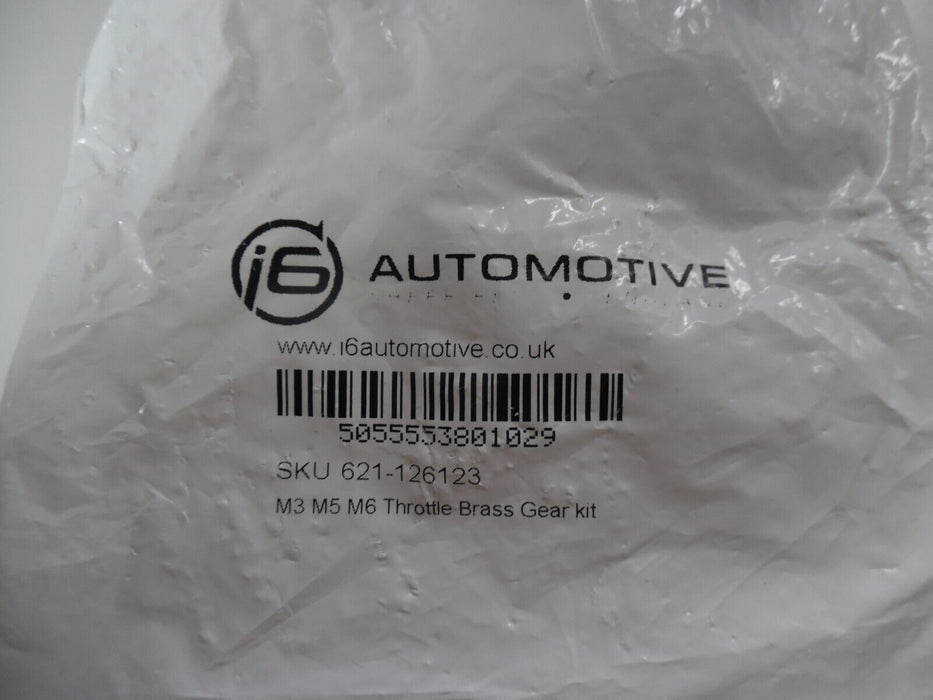 i6 AUTOMOTIVE
www.i6automotive.co.uk
5055553801029
SKU 621-126123
M3 M5 M6 Throttle Brass Gear kit